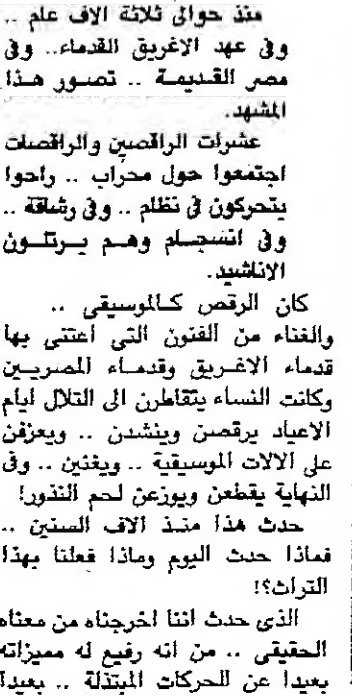 منذ حوالى ثلاثة الاف علم ..
وفى عهد الاغريق القدماء.. وفى
مصر القديمة .. تصور هذا
المشهد.
عشرات الراقصين والراقصات
اجتمعوا حول محراب .. راحوا
يتحركون فى نظام .. وفى رشاقة ..
وفى انسجام وهم يرتلون
الاناشيد.
كان الرقص كالموسيقى ..
والغناء من الفنون التى اعتنى بها
قدماء الاغريق وقدماء المصريين
وكانت النساء يتقاطرن الى التلال ايام
الاعياد يرقصن وينشدن .. ويعزفن
على الالات الموسيقية .. ويغنين .. وفى
النهاية يقطعن ويوزعن لحم النذور!
حدث هذا منذ الاف السنين ..
فماذا حدث اليوم وماذا فعلنا بهذا
التراث؟!
الذى حدث اننا اخرجناه من معناه
الحقيقى .. من انه رفيع له مميزاته
بعيدا عن الحركات المبتذلة .. بعيدا